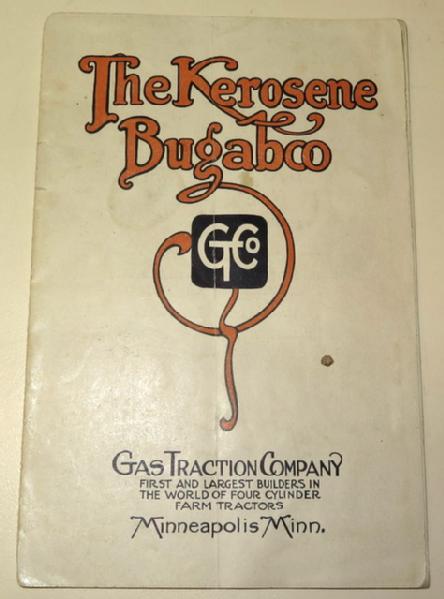 The Kerosene
Bugaboo
GTCo
GAS TRACTION COMPANY
FIRST AND LARGEST BUILDERS IN
THE WORLD OF FOUR CYLINDER
FARM TRACTORS
Minneapolis Minn.